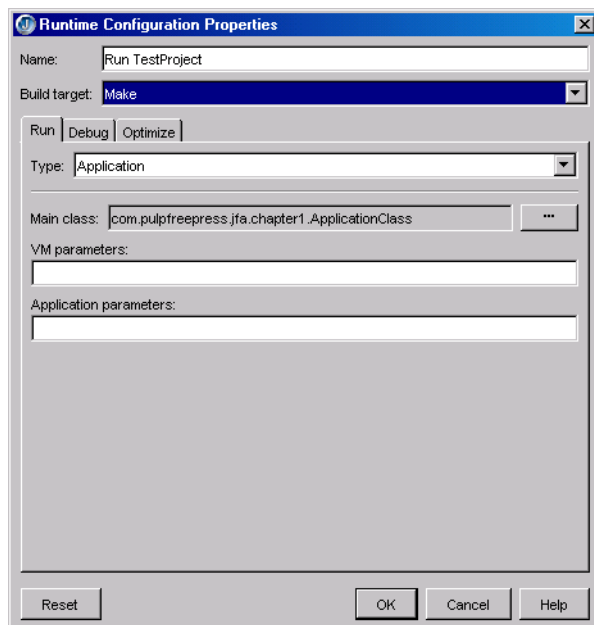 Runtime Configuration Properties
Name: Run TestProject
Build target: Make
Run Debug Optimize
Type: Application
Main class: com.pulpfreepress.jfa.chapter1.ApplicationClass ...
VM parameters:
Application parameters:
Reset OK Cancel Help